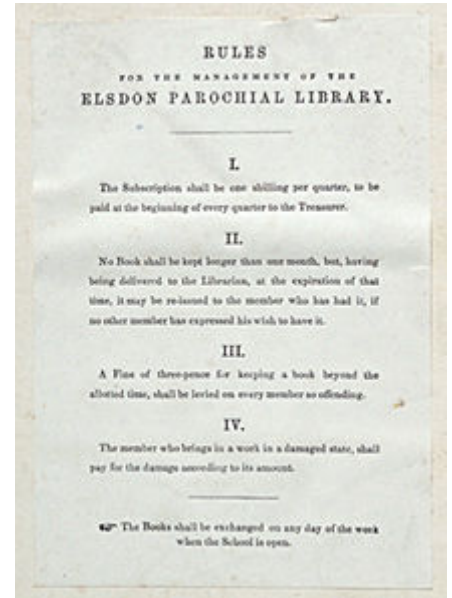 RULES
FOR THE MANAGEMENT OF THE
ELSDON PAROCHIAL LIBRARY.
I.
The Subscription shall be one shilling per quarter, to be
paid at the beginning of every quarter to the Treasurer.
II.
No Book shall be kept longer than one month, but, having
being delivered to the Librarian, at the expiration of that
time, it may be re-issued to the member who has had it, if
no other member has expressed his wish to have it.
III.
A Fine of three-pence for keeping a book beyond the
allotted time, shall be levied on every member so offending.
IV.
The member who brings in a work in a damaged state, shall
pay for the damage according to its amount.
☞ The Books shall be exchanged on any day of the week
when the School is open.